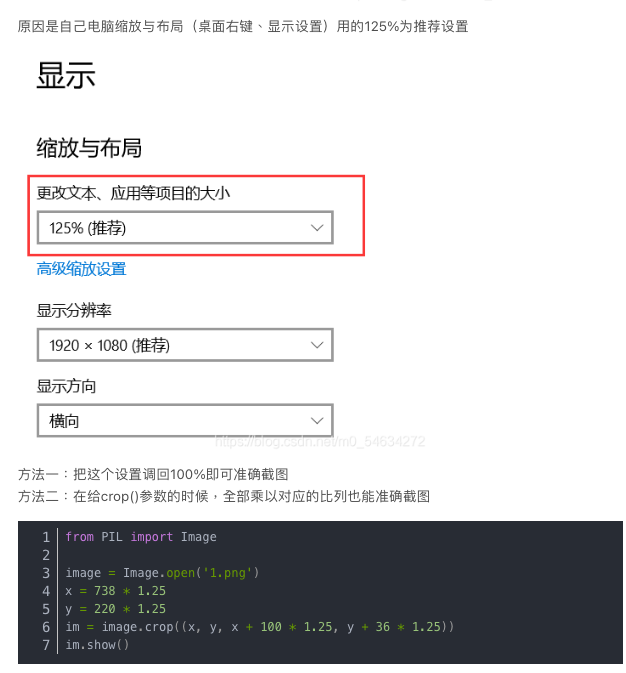 原因是自己电脑缩放与布局（桌面右键、显示设置）用的125%为推荐设置
显示
缩放与布局
更改文本、应用等项目的大小
125% (推荐)
高级缩放设置
显示分辨率
1920 × 1080 (推荐)
显示方向
横向
https://blog.csdn.net/m0_54634272
方法一：把这个设置调回100%即可准确截图
方法二：在给crop()参数的时候，全部乘以对应的比列也能准确截图
1 from PIL import Image
2
3 image = Image.open('1.png')
4 x = 738 * 1.25
5 y = 220 * 1.25
6 im = image.crop((x, y, x + 100 * 1.25, y + 36 * 1.25))
7 im.show()